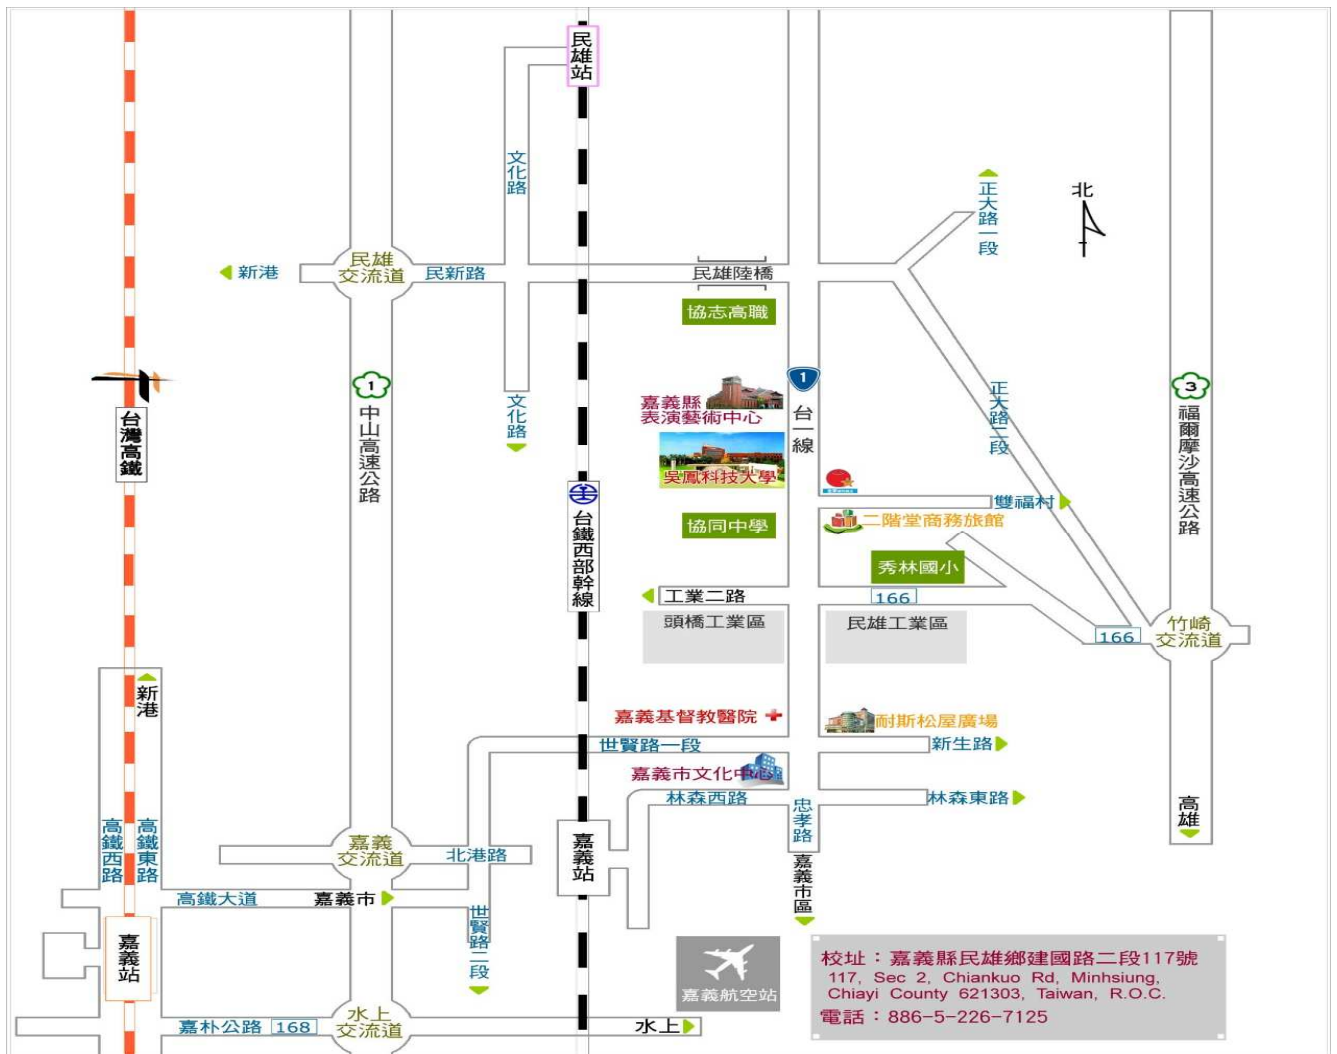 民雄站
文化路
正大路一段
北
新港
民雄
交流道
民新路
民雄陸橋
協志高職
1
1
3
台灣高鐵
中山高速公路
文化路
嘉義縣
表演藝術中心
台一線
正大路二段
福爾摩沙高速公路
吳鳳科技大學
台鐵西部幹線
雙福村
協同中學
二階堂商務旅館
秀林國小
工業二路
166
頭橋工業區
民雄工業區
166
竹崎
交流道
新港
嘉義基督教醫院
耐斯松屋廣場
世賢路一段
新生路
嘉義市文化中心
林森西路
林森東路
高鐵西路
高鐵東路
忠孝路
高雄
嘉義
交流道
北港路
嘉義站
嘉義市區
高鐵大道
嘉義市
世賢路二段
嘉義站
嘉義航空站
校址：嘉義縣民雄鄉建國路二段117號
117, Sec 2, Chiankuo Rd, Minhsiung,
Chiayi County 621303, Taiwan, R.O.C.
電話：886-5-226-7125
嘉朴公路 168
水上
交流道
水上